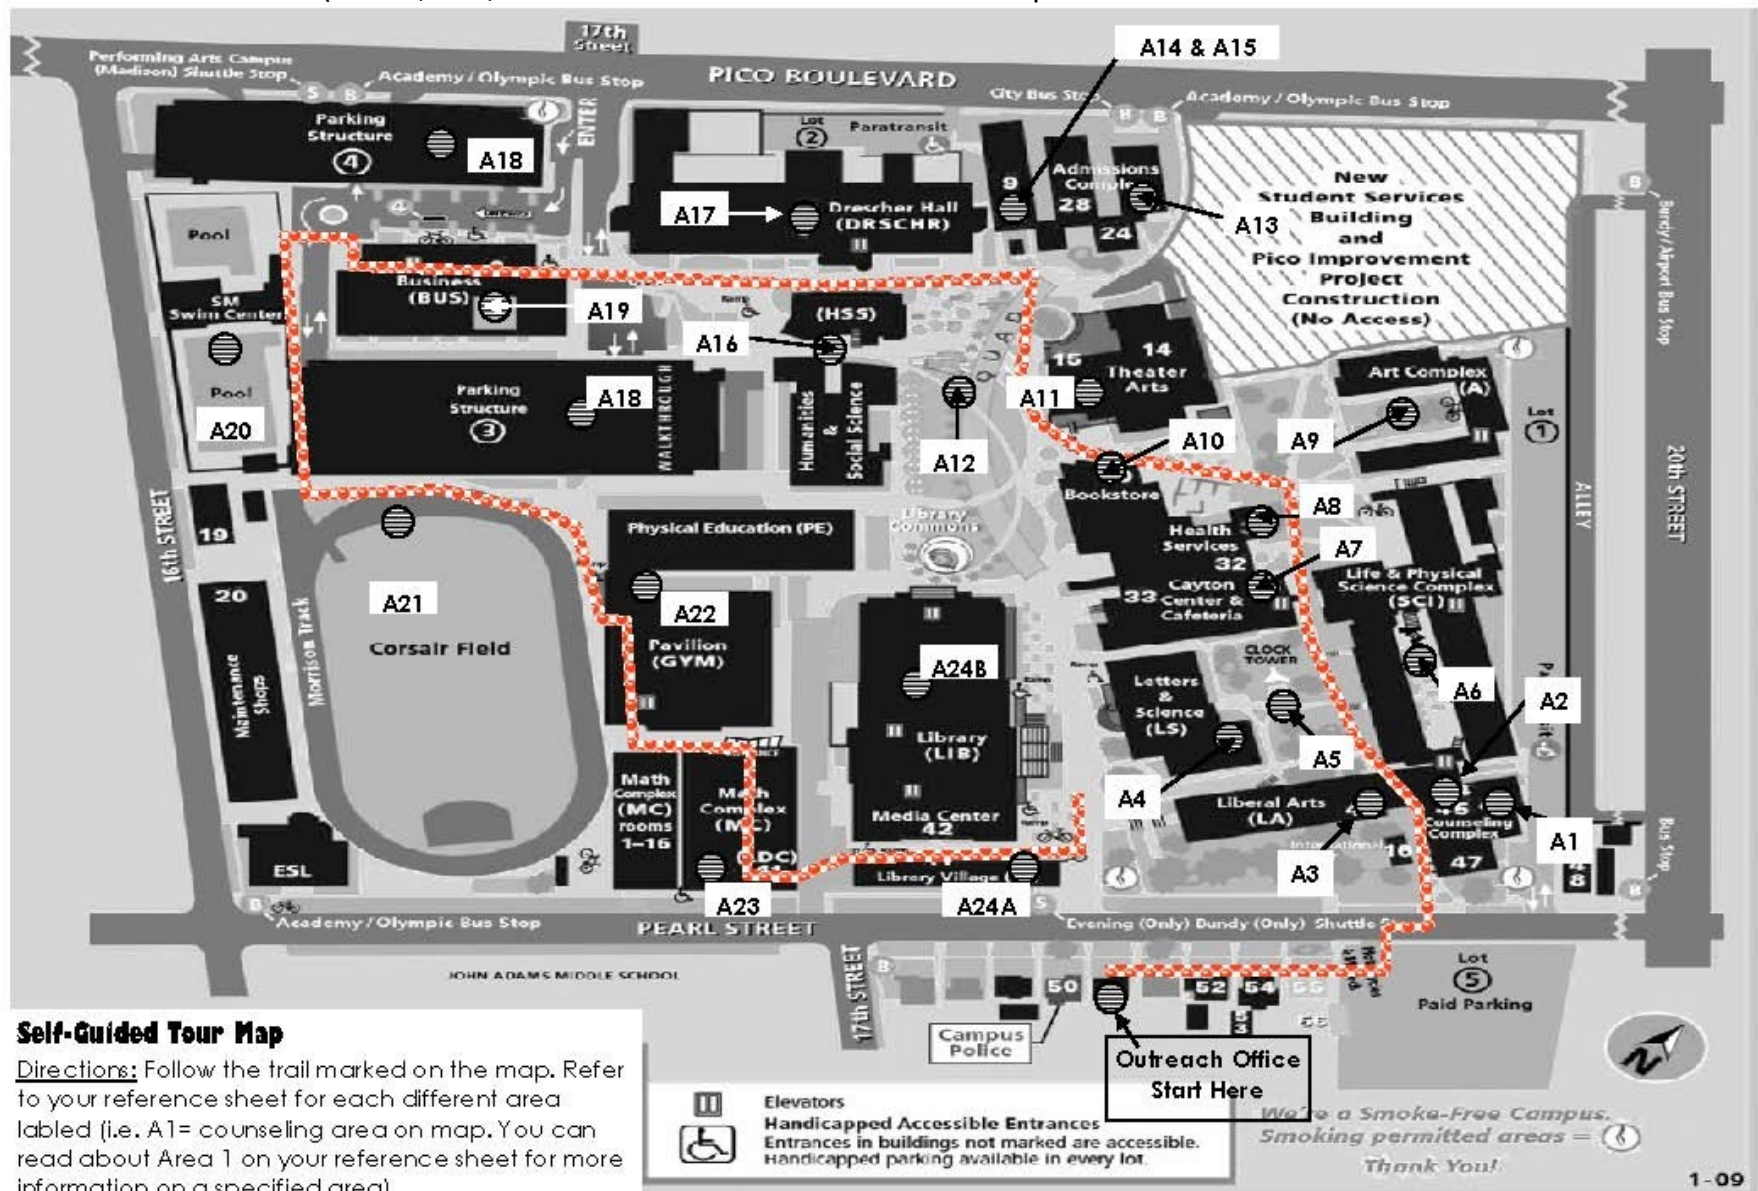 17th
Street
A14 & A15
Performing Arts Campus
(Madison) Shuttle Stop
S
B
Academy / Olympic Bus Stop
PICO BOULEVARD
City Bus Stop
B
B
Academy / Olympic Bus Stop
Parking
Structure
4
A18
ENTER
Lot
2
Paratransit
9
Admissions
28
24
A13
A17
Drescher Hall
(DRSCHR)
New
Student Services
Building
and
Pico Improvement
Project
Construction
(No Access)
B
Bundy/Airport Bus Stop
4
Pool
SM
Swim Center
Pool
A20
Business
(BUS)
A19
Ramp
(HSS)
A16
QUAD
15
14
Theater
Arts
A11
Art Complex
(A)
Lot
1
Parking
Structure
3
A18
WALKTHROUGH
Humanities
&
Social Science
A12
A10
A9
Bookstore
20th STREET
ALLEY
16th STREET
19
Physical Education (PE)
Library
Commons
A8
Health
Services
A7
32
33
Cayton
Center &
Cafeteria
Life & Physical
Science Complex
(SCI)
20
Maintenance
Shops
Morrison Track
A21
Corsair Field
A22
Pavilion
(GYM)
A24B
Library
(LIB)
CLOCK
TOWER
Letters
&
Science
(LS)
A6
A2
A5
A4
Math
Complex
(MC)
rooms
1-16
Math
Complex
(MC)
Media Center
42
Liberal Arts
(LA)
Counseling
Complex
A1
International
16
47
A3
Bus Stop
48
B
ESL
A23
Library Village
A24A
S
B
Academy / Olympic Bus Stop
PEARL STREET
Evening (Only) Bundy (Only) Shuttle
JOHN ADAMS MIDDLE SCHOOL
17th STREET
B
50
52
54
55
Lot
5
Paid Parking
Campus
Police
Outreach Office
Start Here
N
Self-Guided Tour Map
Directions: Follow the trail marked on the map. Refer
to your reference sheet for each different area
labled (i.e. A1= counseling area on map. You can
read about Area 1 on your reference sheet for more
information on a specified area)
Elevators
Handicapped Accessible Entrances
Entrances in buildings not marked are accessible.
Handicapped parking available in every lot.
We're a Smoke-Free Campus.
Smoking permitted areas =
Thank You!
1-09